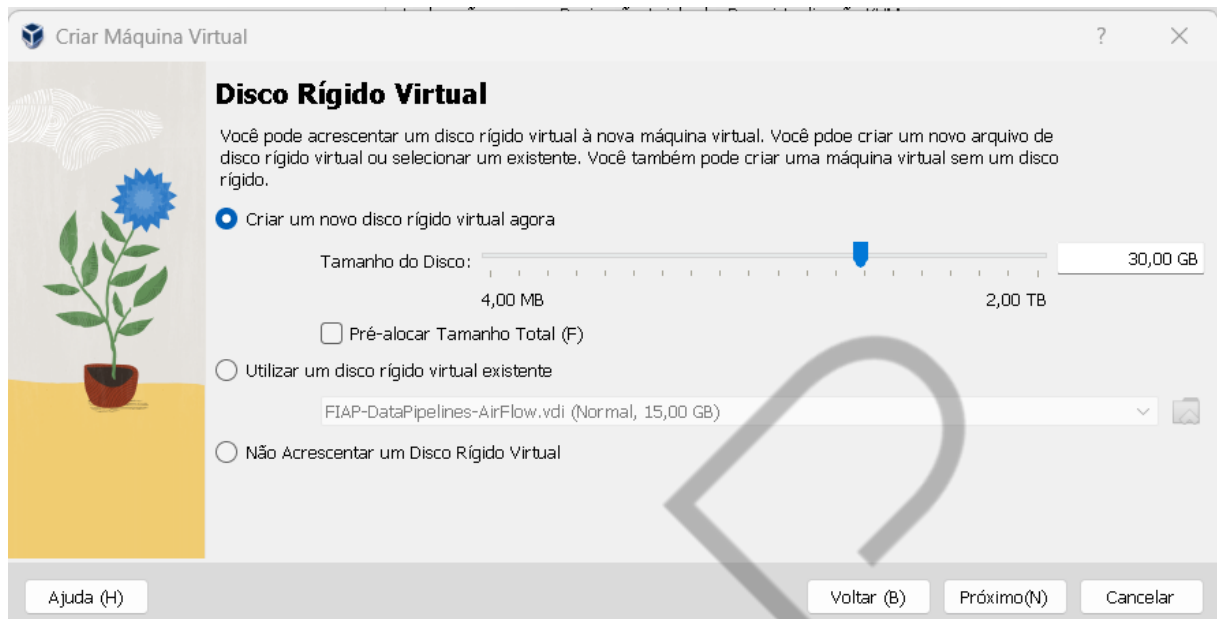 Criar Máquina Virtual
Disco Rígido Virtual
Você pode acrescentar um disco rígido virtual à nova máquina virtual. Você pdoe criar um novo arquivo de
disco rígido virtual ou selecionar um existente. Você também pode criar uma máquina virtual sem um disco
rígido.
Criar um novo disco rígido virtual agora
Tamanho do Disco: 30,00 GB
4,00 MB 2,00 TB
Pré-alocar Tamanho Total (F)
Utilizar um disco rígido virtual existente
FIAP-DataPipelines-AirFlow.vdi (Normal, 15,00 GB)
Não Acrescentar um Disco Rígido Virtual
Ajuda (H) Voltar (B) Próximo(N) Cancelar